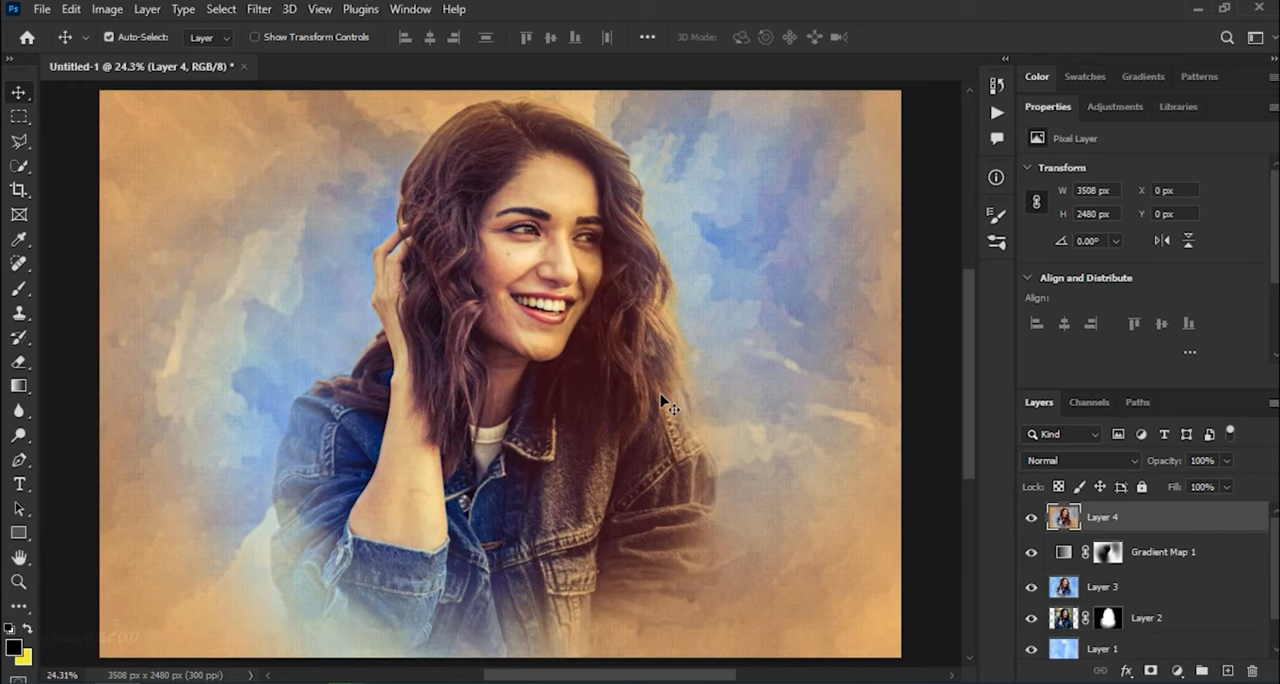 Ps File Edit Image Layer Type Select Filter 3D View Plugins Window Help
Auto-Select: Layer Show Transform Controls 3D Mode:
Untitled-1 @ 24.3% (Layer 4, RGB/8) *
Color Swatches Gradients Patterns
Properties Adjustments Libraries
Pixel Layer
Transform
W 3508 px X 0 px
H 2480 px Y 0 px
0.00°
Align and Distribute
Align:
Layers Channels Paths
Kind
Normal Opacity: 100%
Lock: Fill: 100%
Layer 4
Gradient Map 1
Layer 3
Layer 2
Layer 1
24.31% 3508 px x 2480 px (300 ppi)